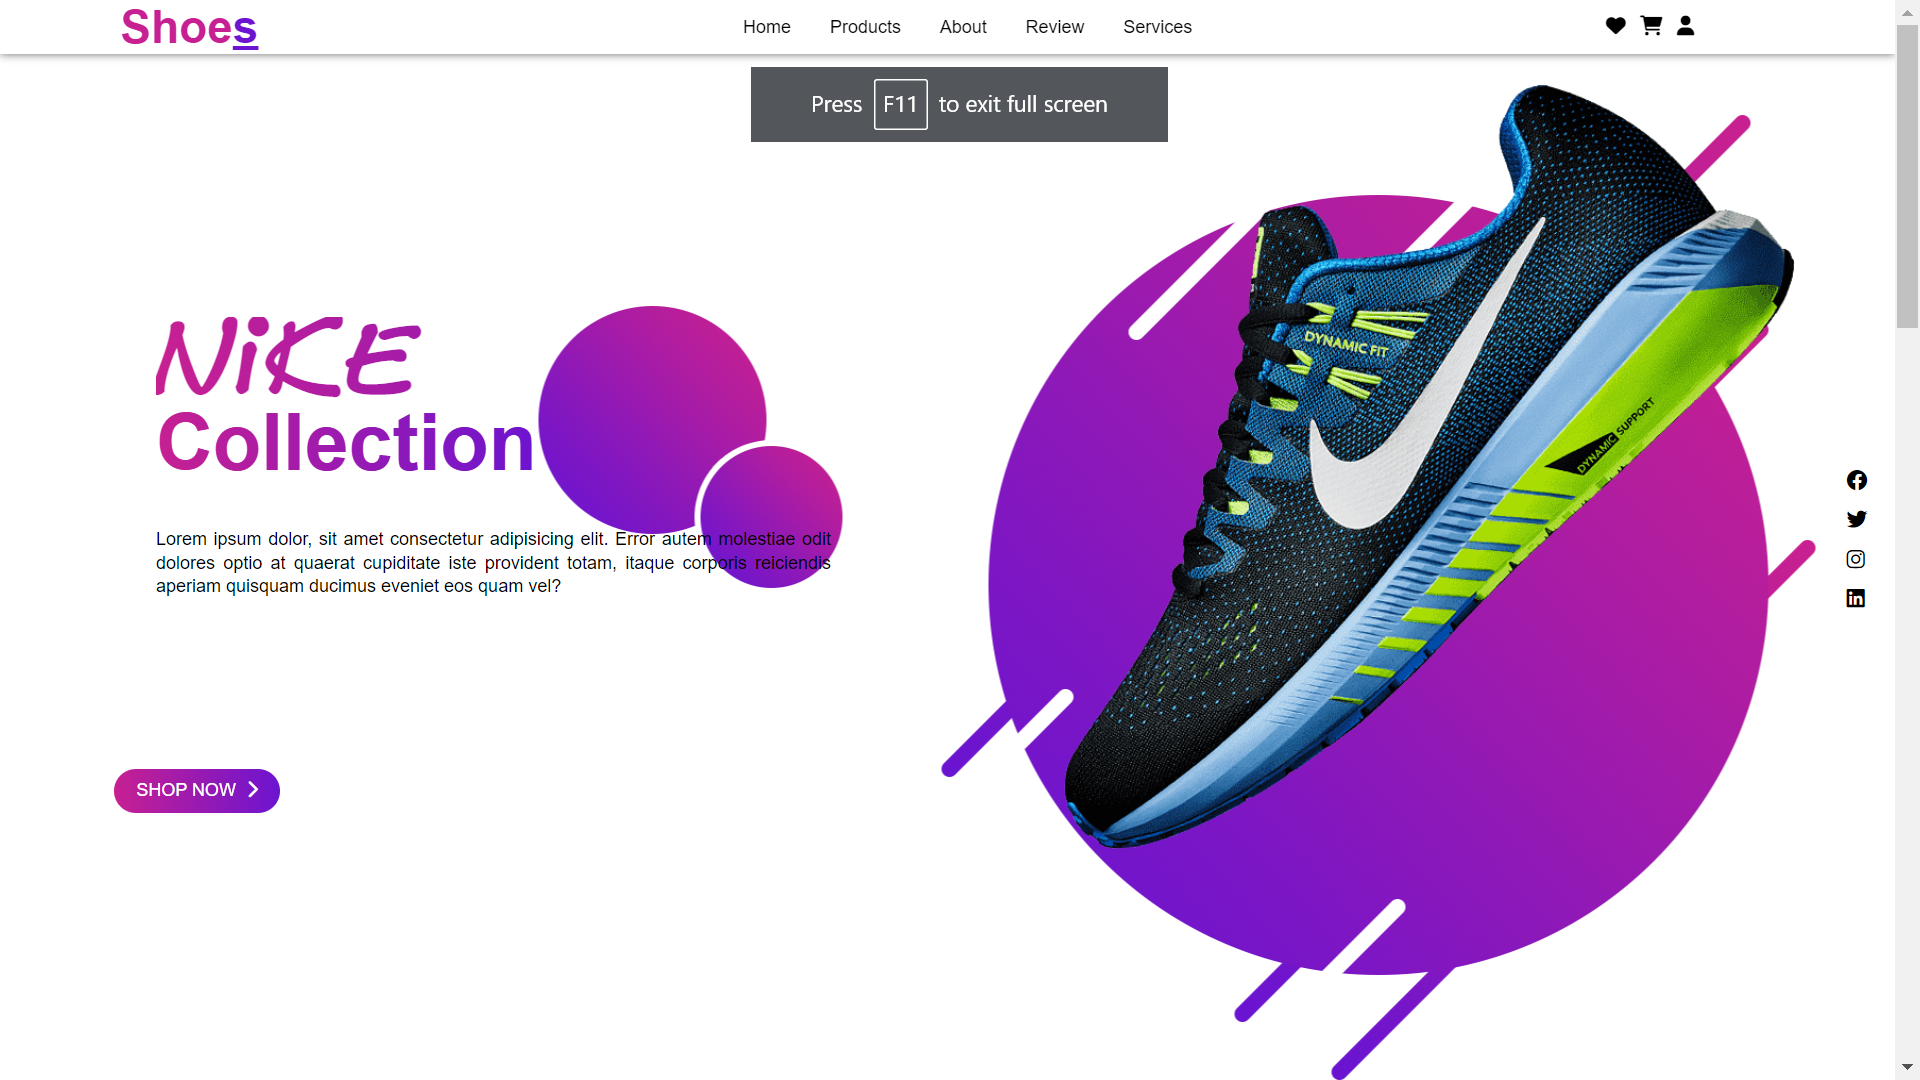 Shoes
Home Products About Review Services
Press F11 to exit full screen
NiKE
Collection
Lorem ipsum dolor, sit amet consectetur adipisicing elit. Error autem molestiae odit
dolores optio at quaerat cupiditate iste provident totam, itaque corporis reiciendis
aperiam quisquam ducimus eveniet eos quam vel?
SHOP NOW
DYNAMIC FIT
DYNAMIC SUPPORT